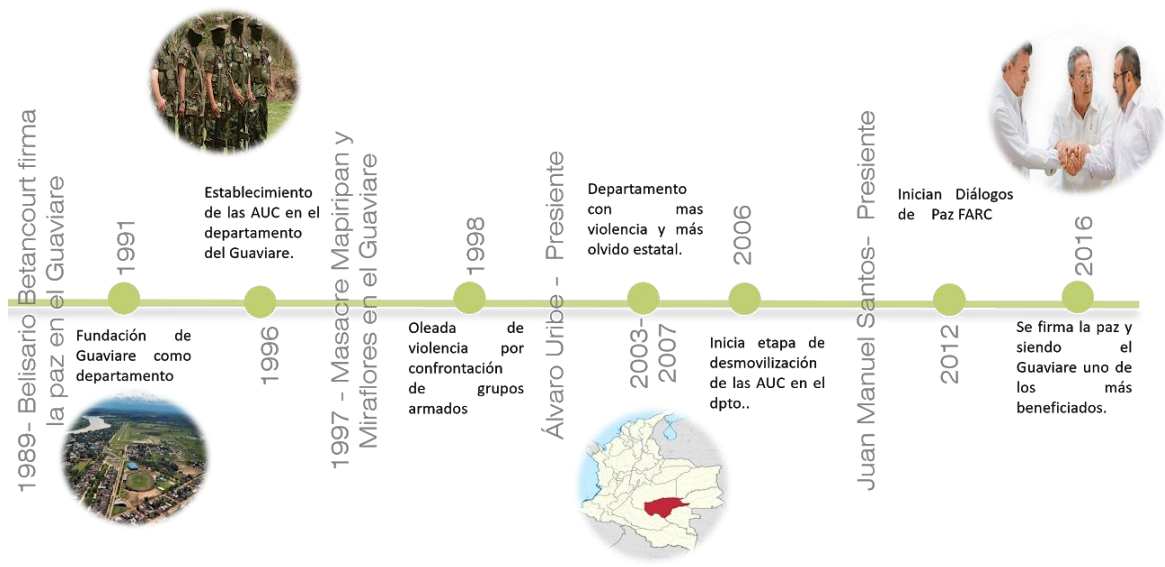 1989- Belisario Betancourt firma
la paz en el Guaviare
1991
Fundación de
Guaviare como
departamento
Establecimiento
de las AUC en el
departamento
del Guaviare.
1996
1997 - Masacre Mapiripan y
Miraflores en el Guaviare
1998
Oleada de
violencia por
confrontación
de grupos
armados
Álvaro Uribe - Presiente
Departamento
con mas
violencia y más
olvido estatal.
2003-
2007
2006
Inicia etapa de
desmovilización
de las AUC en el
dpto..
Juan Manuel Santos- Presiente
Inician Diálogos
de Paz FARC
2012
2016
Se firma la paz y
siendo el
Guaviare uno de
los más
beneficiados.